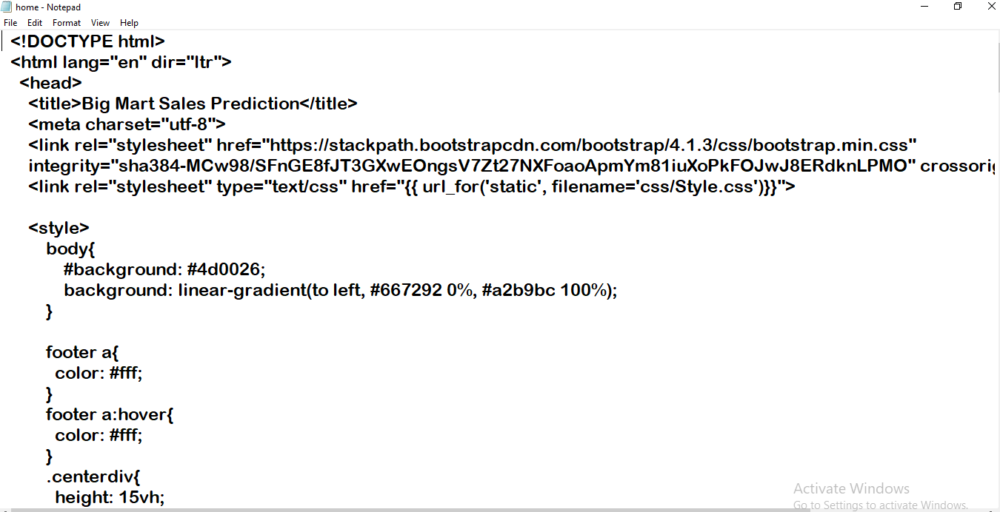 home - Notepad
File Edit Format View Help
<!DOCTYPE html>
<html lang="en" dir="ltr">
<head>
<title>Big Mart Sales Prediction</title>
<meta charset="utf-8">
<link rel="stylesheet" href="https://stackpath.bootstrapcdn.com/bootstrap/4.1.3/css/bootstrap.min.css"
integrity="sha384-MCw98/SFnGE8fJT3GXwEOngsV7Zt27NXFoaoApmYm81iuXoPkFOJwJ8ERdknLPMO" crossori
<link rel="stylesheet" type="text/css" href="{{ url_for('static', filename='css/Style.css')}}">
<style>
body{
#background: #4d0026;
background: linear-gradient(to left, #667292 0%, #a2b9bc 100%);
}
footer a{
color: #fff;
}
footer a:hover{
color: #fff;
}
.centerdiv{
height: 15vh;
Activate Windows
Go to Settings to activate Windows.